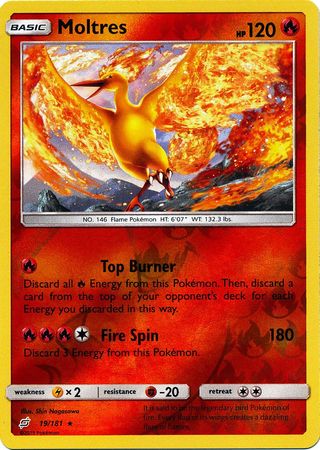 BASIC Moltres HP 120
NO. 146 Flame Pokémon HT: 6'07" WT: 132.3 lbs.
Top Burner
Discard all Energy from this Pokémon. Then, discard a
card from the top of your opponent's deck for each
Energy you discarded in this way.
Fire Spin 180
Discard 3 Energy from this Pokémon.
weakness ×2 resistance -20 retreat
Illus. Shin Nagasawa
19/181 ★
©2019 Pokémon
It is said to be the legendary bird Pokémon of
fire. Every flap of its wings creates a dazzling
flare of